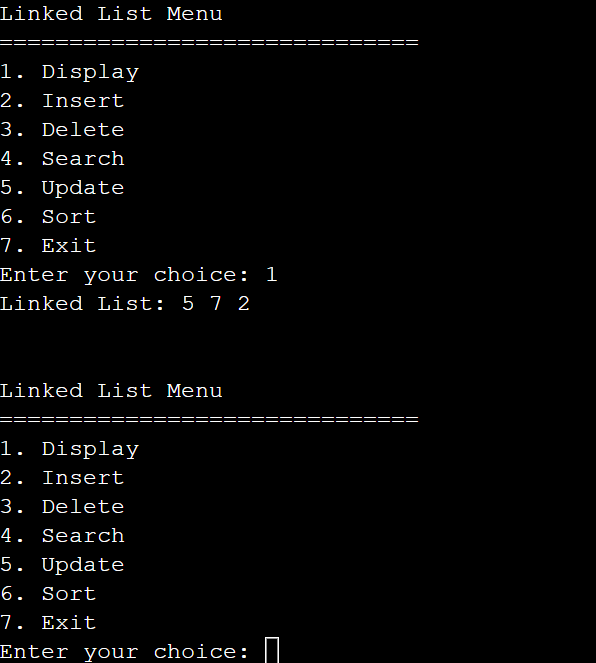 Linked List Menu
==============================
1. Display
2. Insert
3. Delete
4. Search
5. Update
6. Sort
7. Exit
Enter your choice: 1
Linked List: 5 7 2
Linked List Menu
==============================
1. Display
2. Insert
3. Delete
4. Search
5. Update
6. Sort
7. Exit
Enter your choice: